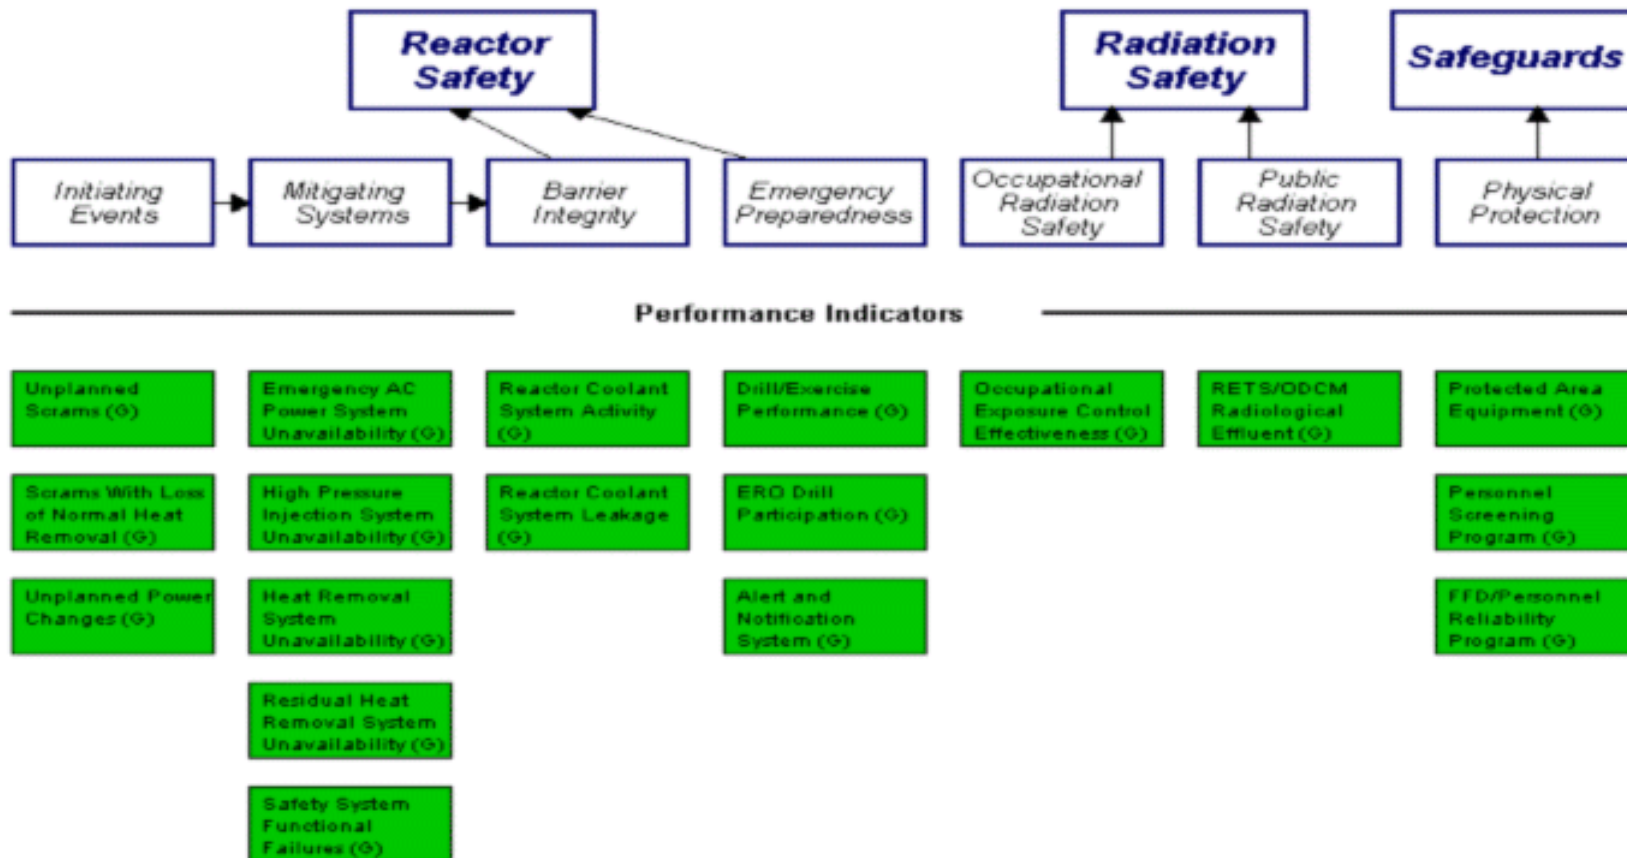 Reactor
Safety
Radiation
Safety
Safeguards
Initiating
Events
Mitigating
Systems
Barrier
Integrity
Emergency
Preparedness
Occupational
Radiation
Safety
Public
Radiation
Safety
Physical
Protection
Performance Indicators
Unplanned
Scrams (G)
Emergency AC
Power System
Unavailability (G)
Reactor Coolant
System Activity
(G)
Drill/Exercise
Performance (G)
Occupational
Exposure Control
Effectiveness (G)
RETS/ODCM
Radiological
Effluent (G)
Protected Area
Equipment (G)
Scrams With Loss
of Normal Heat
Removal (G)
High Pressure
Injection System
Unavailability (G)
Reactor Coolant
System Leakage
(G)
ERO Drill
Participation (G)
Personnel
Screening
Program (G)
Unplanned Power
Changes (G)
Heat Removal
System
Unavailability (G)
Alert and
Notification
System (G)
FFD/Personnel
Reliability
Program (G)
Residual Heat
Removal System
Unavailability (G)
Safety System
Functional
Failures (G)